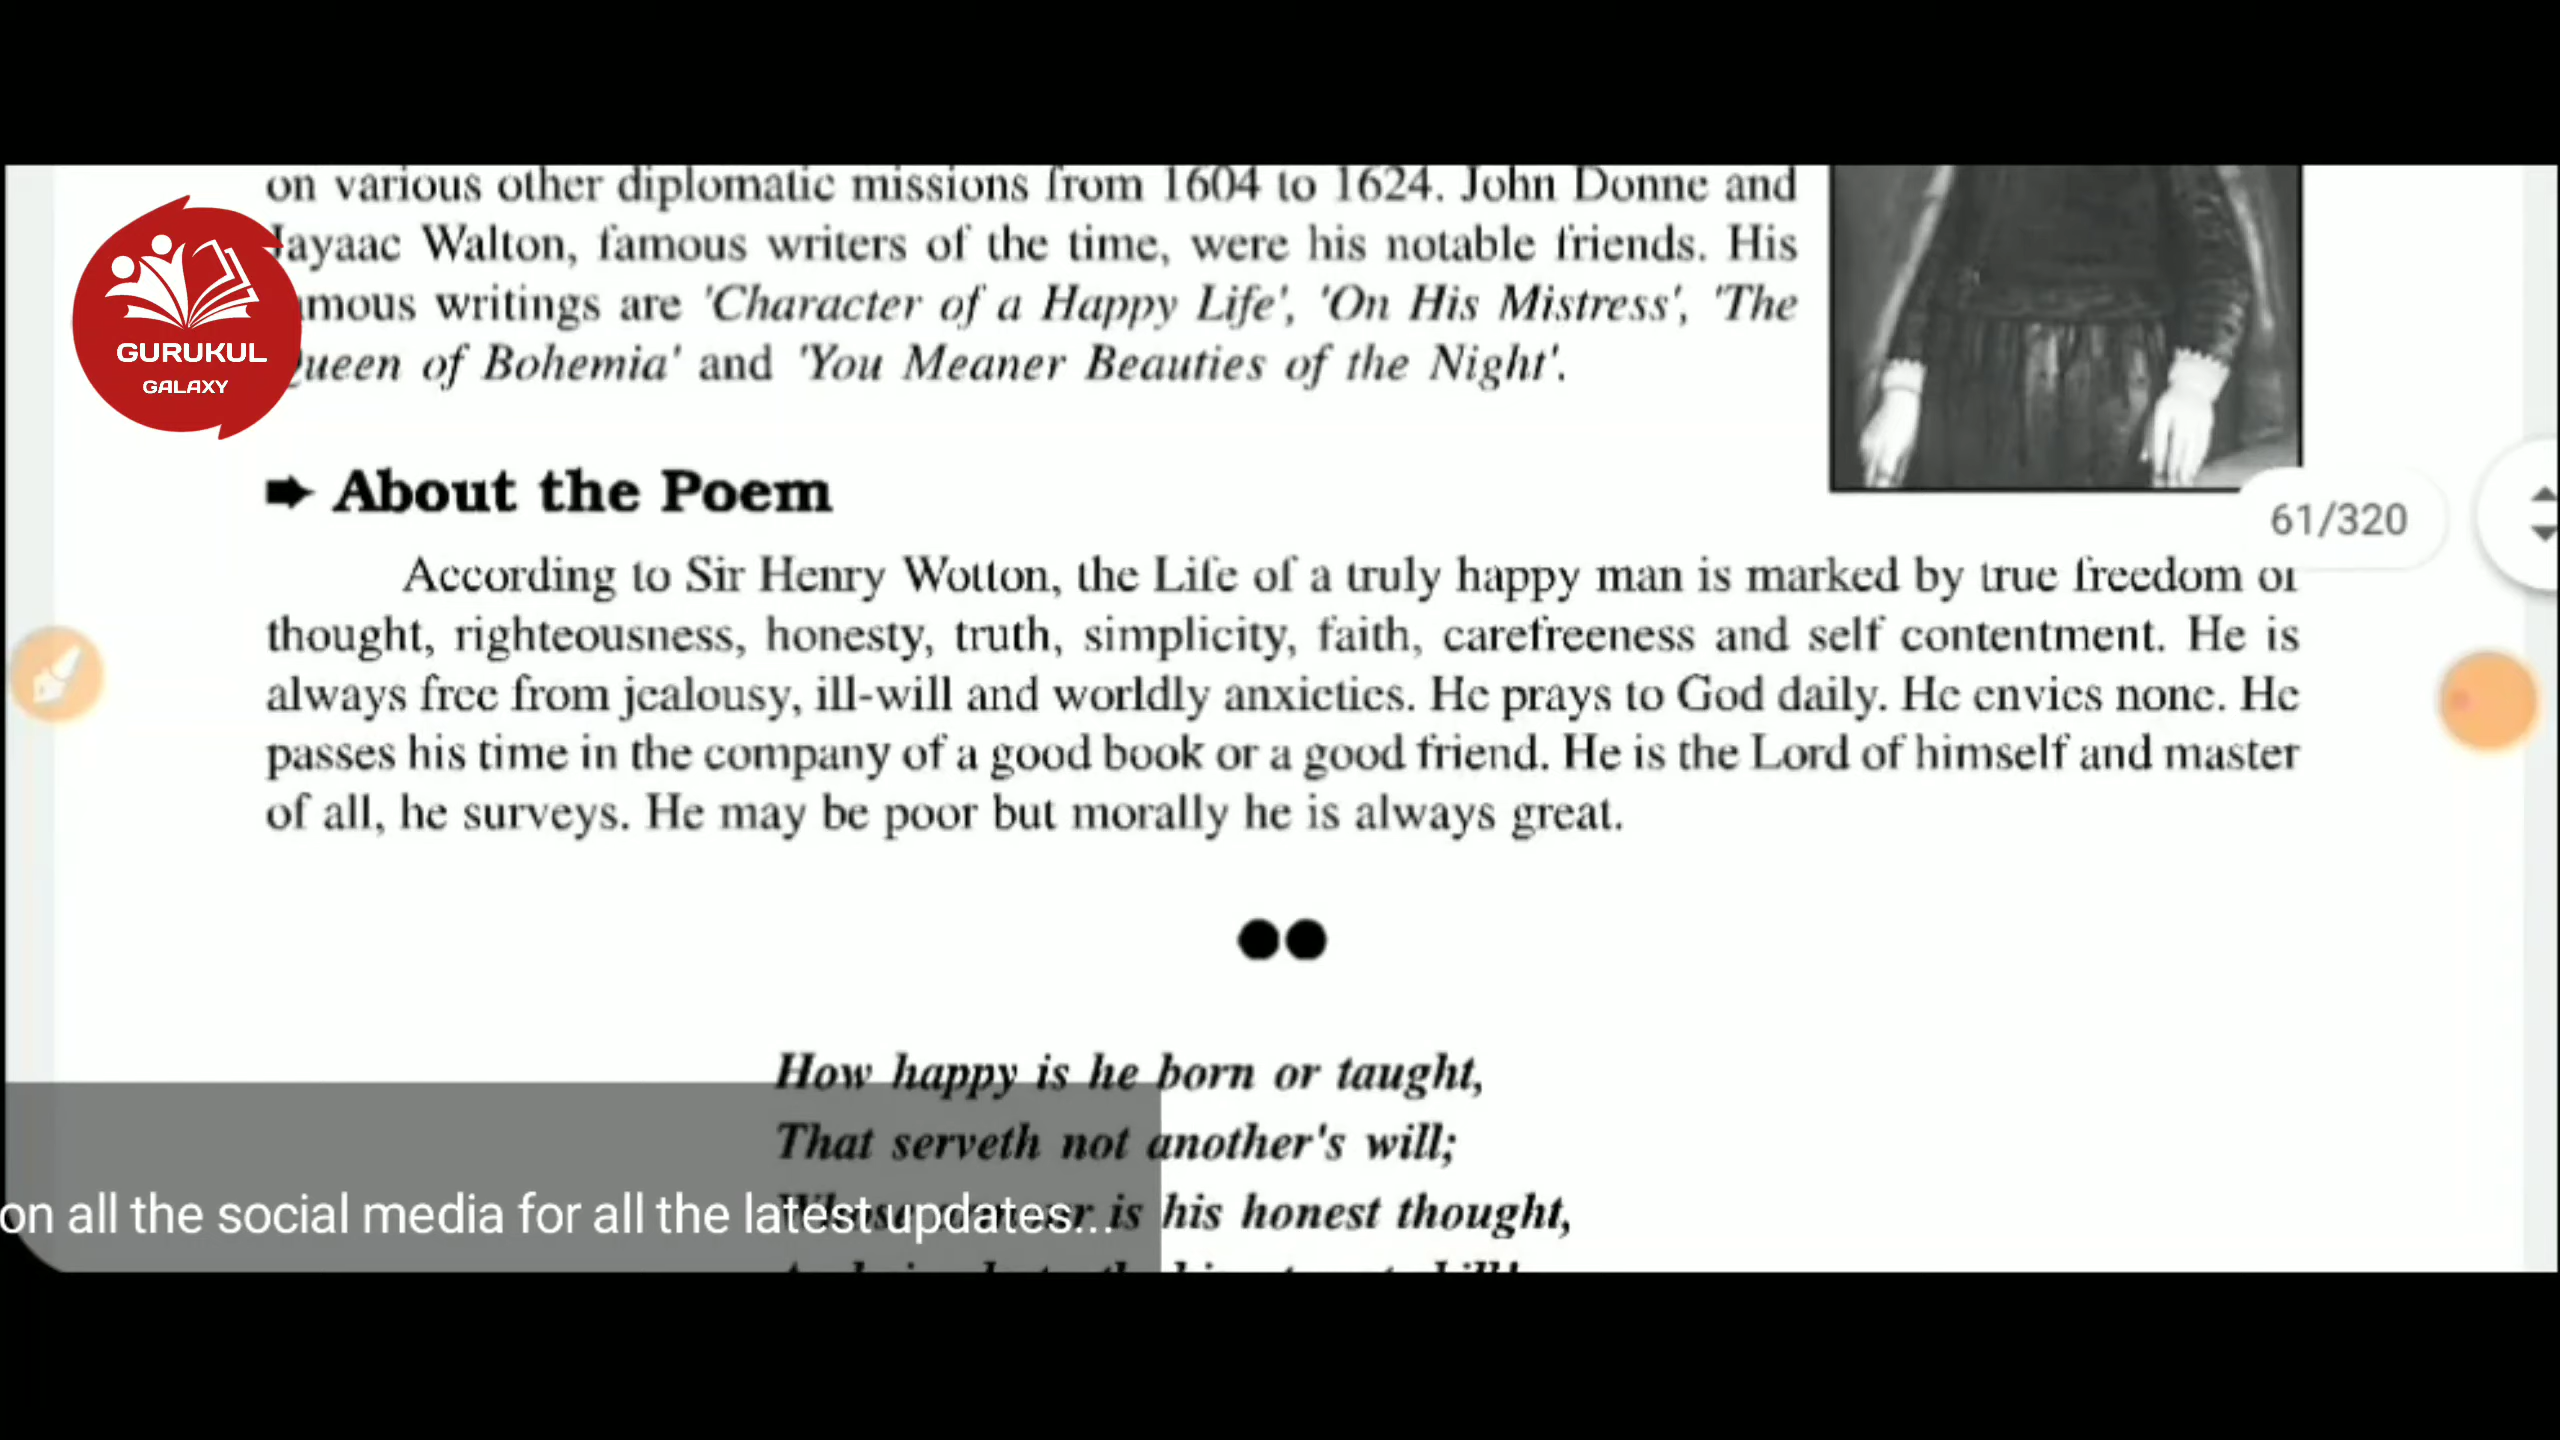 on various other diplomatic missions from 1604 to 1624. John Donne and
Jayaac Walton, famous writers of the time, were his notable friends. His
mous writings are 'Character of a Happy Life', 'On His Mistress', 'The
ueen of Bohemia' and 'You Meaner Beauties of the Night'.
GURUKUL
GALAXY
About the Poem
61/320
According to Sir Henry Wotton, the Life of a truly happy man is marked by true freedom of
thought, righteousness, honesty, truth, simplicity, faith, carefreeness and self contentment. He is
always free from jealousy, ill-will and worldly anxieties. He prays to God daily. He envies none. He
passes his time in the company of a good book or a good friend. He is the Lord of himself and master
of all, he surveys. He may be poor but morally he is always great.
How happy is he born or taught,
That serveth not another's will;
is his honest thought,
on all the social media for all the latest updates...